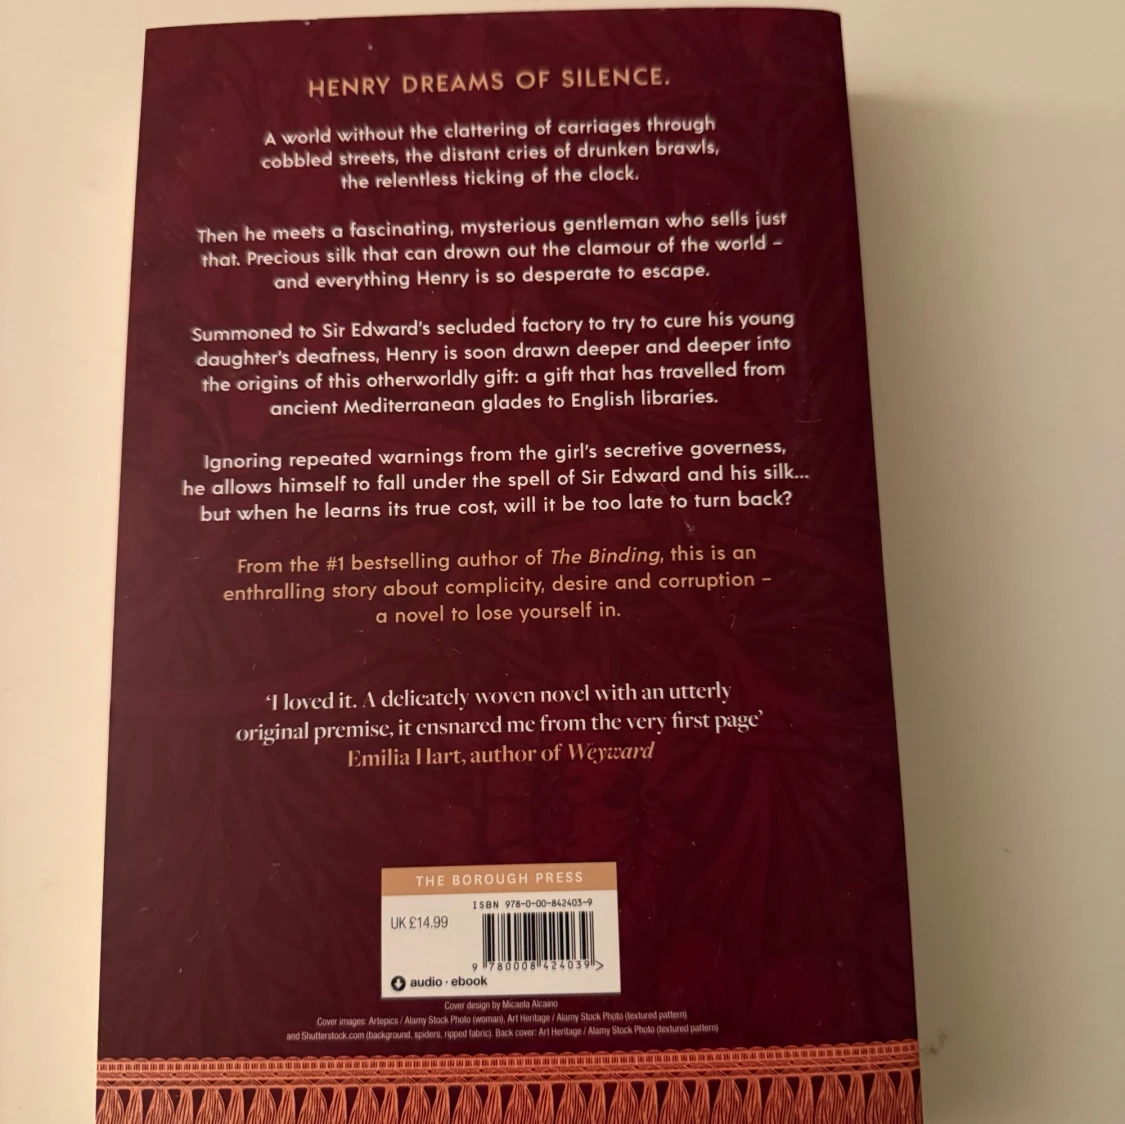 HENRY DREAMS OF SILENCE.
A world without the clattering of carriages through
cobbled streets, the distant cries of drunken brawls,
the relentless ticking of the clock.
Then he meets a fascinating, mysterious gentleman who sells just
that. Precious silk that can drown out the clamour of the world –
and everything Henry is so desperate to escape.
Summoned to Sir Edward's secluded factory to try to cure his young
daughter's deafness, Henry is soon drawn deeper and deeper into
the origins of this otherworldly gift: a gift that has travelled from
ancient Mediterranean glades to English libraries.
Ignoring repeated warnings from the girl's secretive governess,
he allows himself to fall under the spell of Sir Edward and his silk...
but when he learns its true cost, will it be too late to turn back?
From the #1 bestselling author of The Binding, this is an
enthralling story about complicity, desire and corruption –
a novel to lose yourself in.
'I loved it. A delicately woven novel with an utterly
original premise, it ensnared me from the very first page'
Emilia Hart, author of Weyward
THE BOROUGH PRESS
ISBN 978-0-00-842403-9
UK £14.99
9 780008 424039 >
audio · ebook
Cover design by Micaela Alcaino
Cover images: Artepics / Alamy Stock Photo (woman), Art Heritage / Alamy Stock Photo (textured pattern)
and Shutterstock.com (background, spiders, ripped fabric). Back cover: Art Heritage / Alamy Stock Photo (textured pattern)